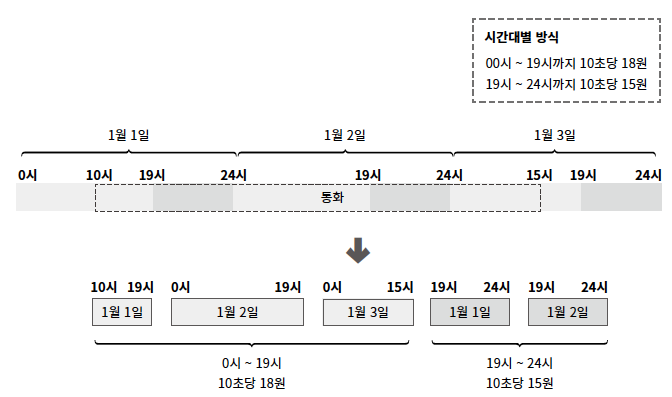 시간대별 방식
00시 ~ 19시까지 10초당 18원
19시 ~ 24시까지 10초당 15원
1월 1일 1월 2일 1월 3일
0시 10시 19시 24시 19시 24시 15시 19시 24시
통화
10시 19시 0시 19시 0시 15시 19시 24시 19시 24시
1월 1일 1월 2일 1월 3일 1월 1일 1월 2일
0시 ~ 19시 19시 ~ 24시
10초당 18원 10초당 15원